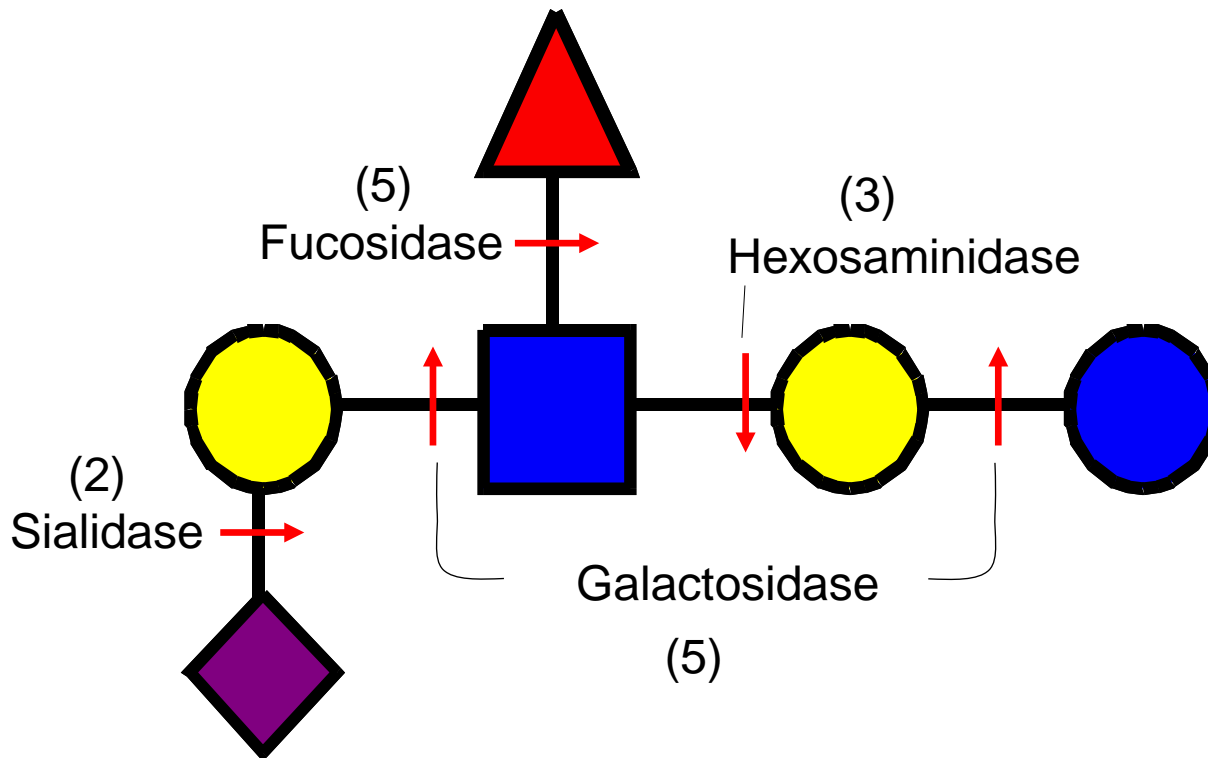 (5)
Fucosidase
(3)
Hexosaminidase
(2)
Sialidase
Galactosidase
(5)